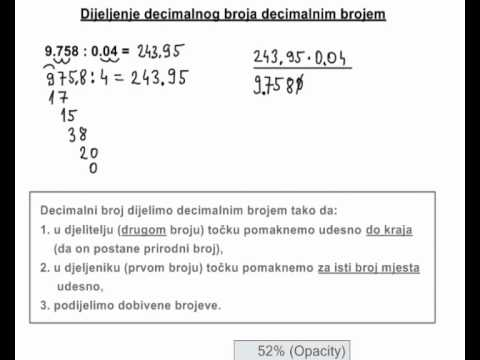 Dijeljenje decimalnog broja decimalnim brojem
9.758 : 0.04 = 243.95
975.8 : 4 = 243.95
17
15
38
20
0
243.95 · 0.04
9.7580
Decimalni broj dijelimo decimalnim brojem tako da:
1. u djelitelju (drugom broju) točku pomaknemo udesno do kraja
(da on postane prirodni broj),
2. u djeljeniku (prvom broju) točku pomaknemo za isti broj mjesta
udesno,
3. podijelimo dobivene brojeve.
52% (Opacity)